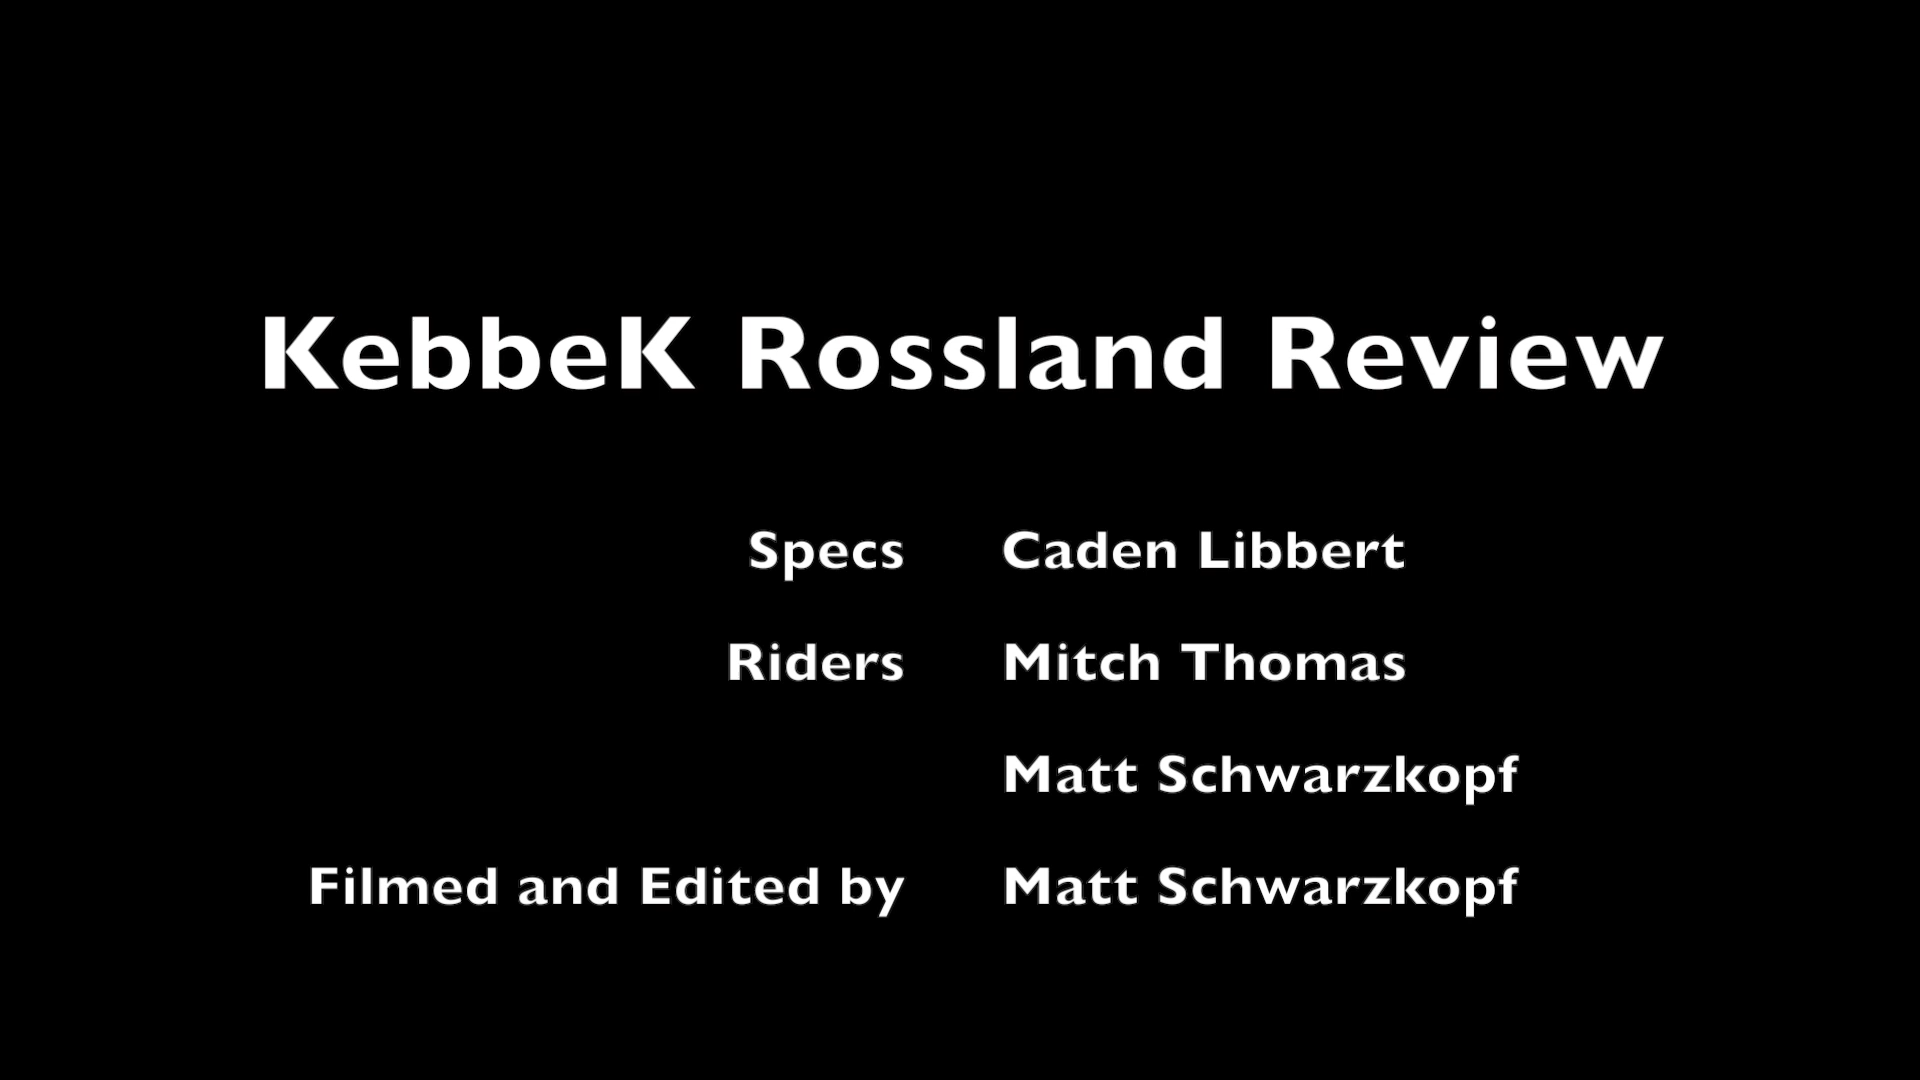 KebbeK Rossland Review
Specs Caden Libbert
Riders Mitch Thomas
Matt Schwarzkopf
Filmed and Edited by Matt Schwarzkopf